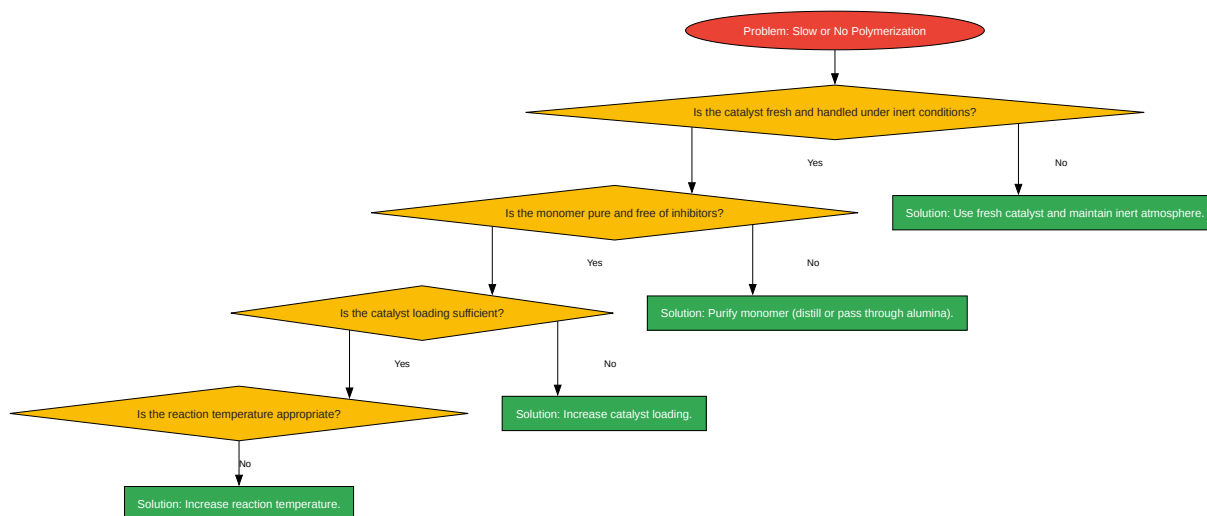 Problem: Slow or No Polymerization
Is the catalyst fresh and handled under inert conditions?
Yes
No
Is the monomer pure and free of inhibitors?
Solution: Use fresh catalyst and maintain inert atmosphere.
Yes
No
Is the catalyst loading sufficient?
Solution: Purify monomer (distill or pass through alumina).
Yes
No
Is the reaction temperature appropriate?
Solution: Increase catalyst loading.
No
Solution: Increase reaction temperature.